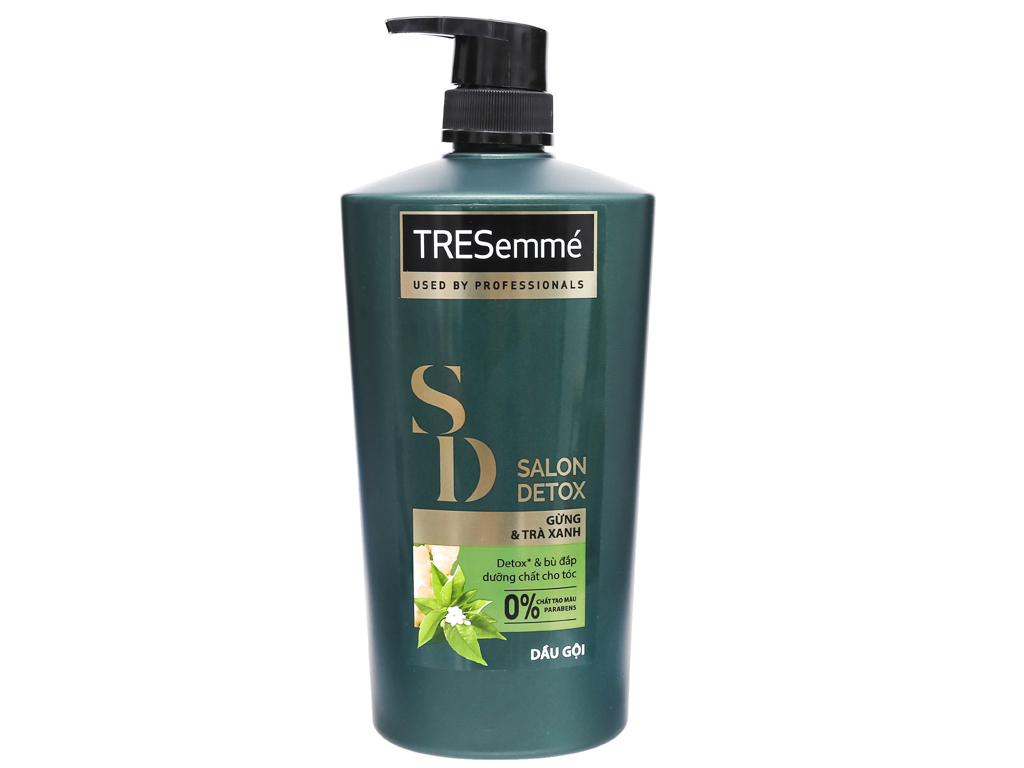 TRESemmé
USED BY PROFESSIONALS
SD
SALON
DETOX
GỪNG
& TRÀ XANH
Detox* & bù đắp
dưỡng chất cho tóc
0% CHẤT TẠO MÀU
PARABENS
DẦU GỘI